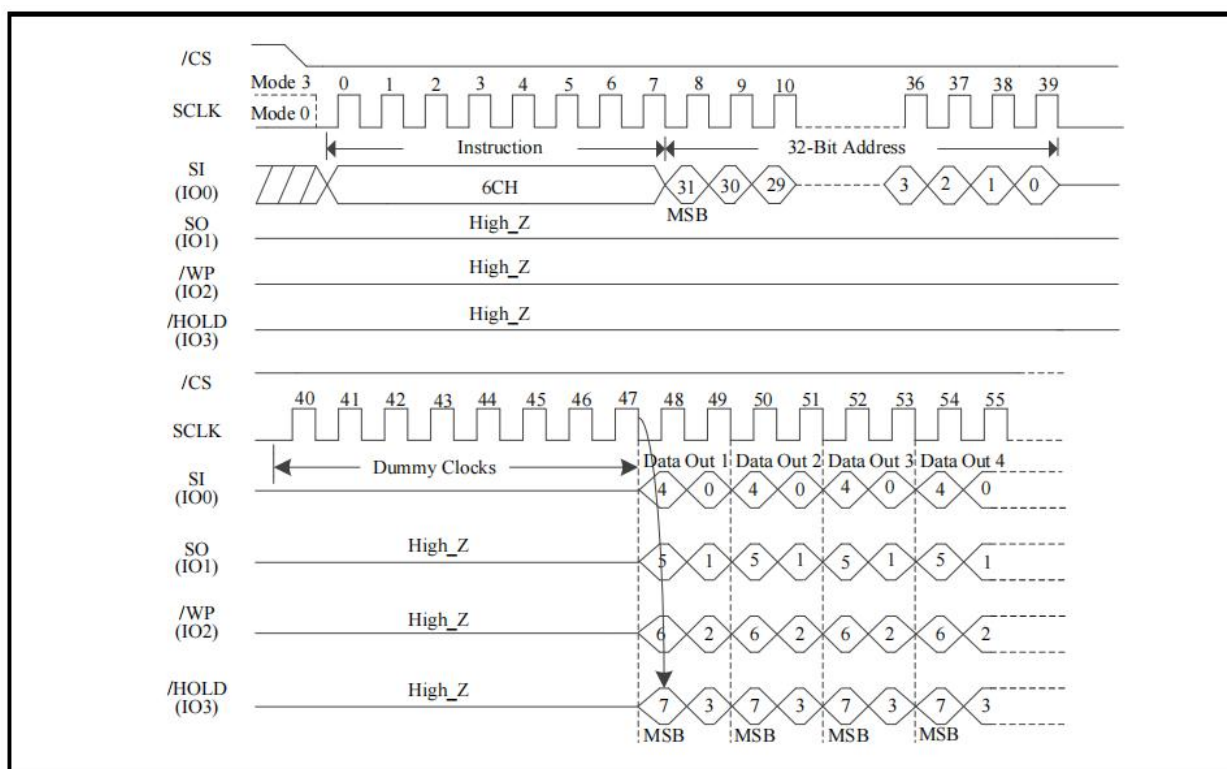 /CS
Mode 3 0 1 2 3 4 5 6 7 8 9 10 36 37 38 39
SCLK Mode 0
Instruction 32-Bit Address
SI
(IO0)
6CH 31 30 29 3 2 1 0
MSB
SO
(IO1)
High_Z
/WP
(IO2)
High_Z
/HOLD
(IO3)
High_Z
/CS
40 41 42 43 44 45 46 47 48 49 50 51 52 53 54 55
SCLK
Dummy Clocks Data Out 1 Data Out 2 Data Out 3 Data Out 4
SI
(IO0)
4 0 4 0 4 0 4 0
SO
(IO1)
High_Z 5 1 5 1 5 1 5 1
/WP
(IO2)
High_Z 6 2 6 2 6 2 6 2
/HOLD
(IO3)
High_Z 7 3 7 3 7 3 7 3
MSB MSB MSB MSB